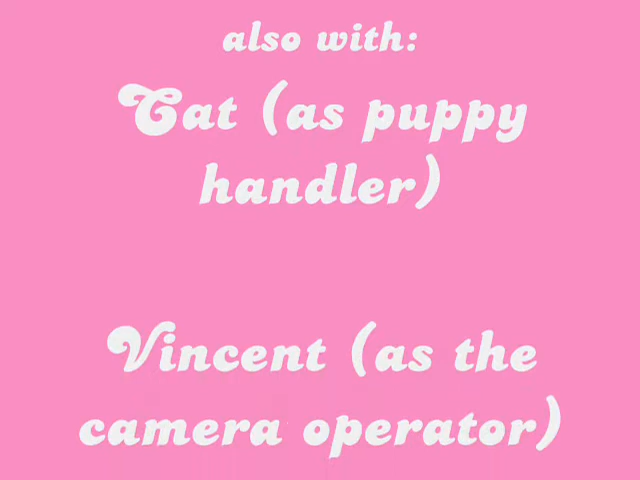 also with:
Cat (as puppy
handler)
Vincent (as the
camera operator)